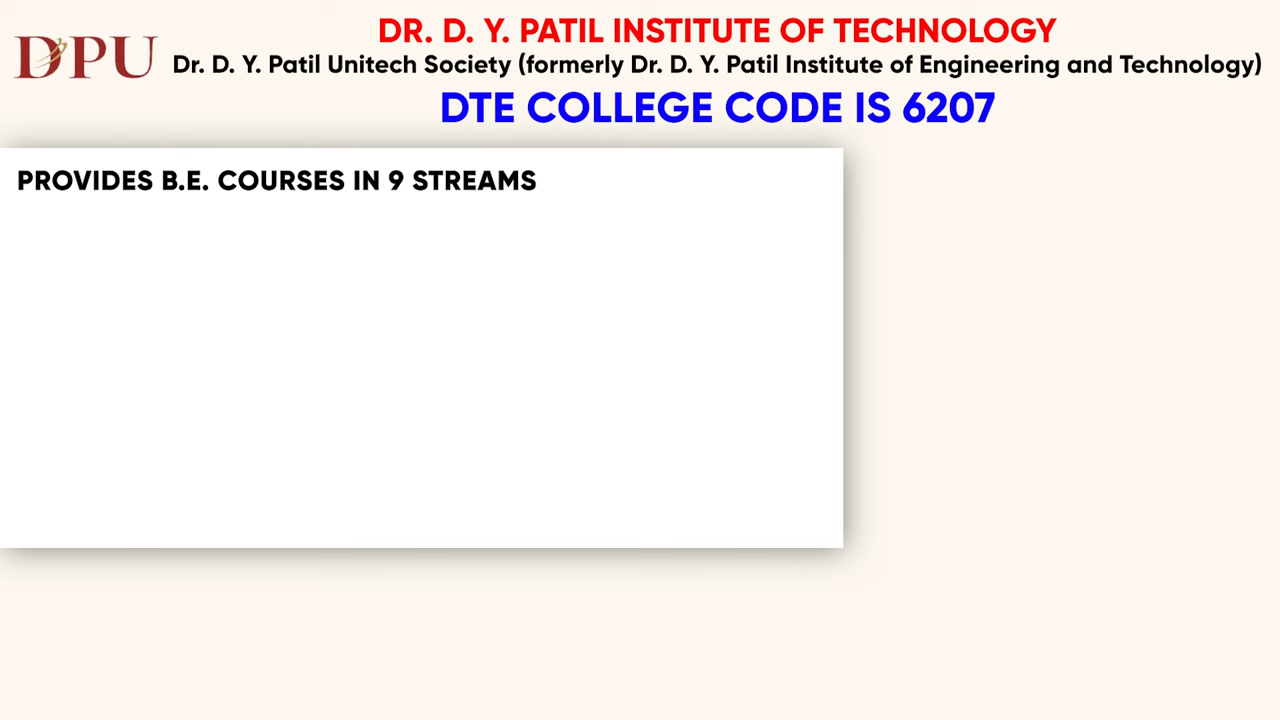 DPU
DR. D. Y. PATIL INSTITUTE OF TECHNOLOGY
Dr. D. Y. Patil Unitech Society (formerly Dr. D. Y. Patil Institute of Engineering and Technology)
DTE COLLEGE CODE IS 6207
PROVIDES B.E. COURSES IN 9 STREAMS